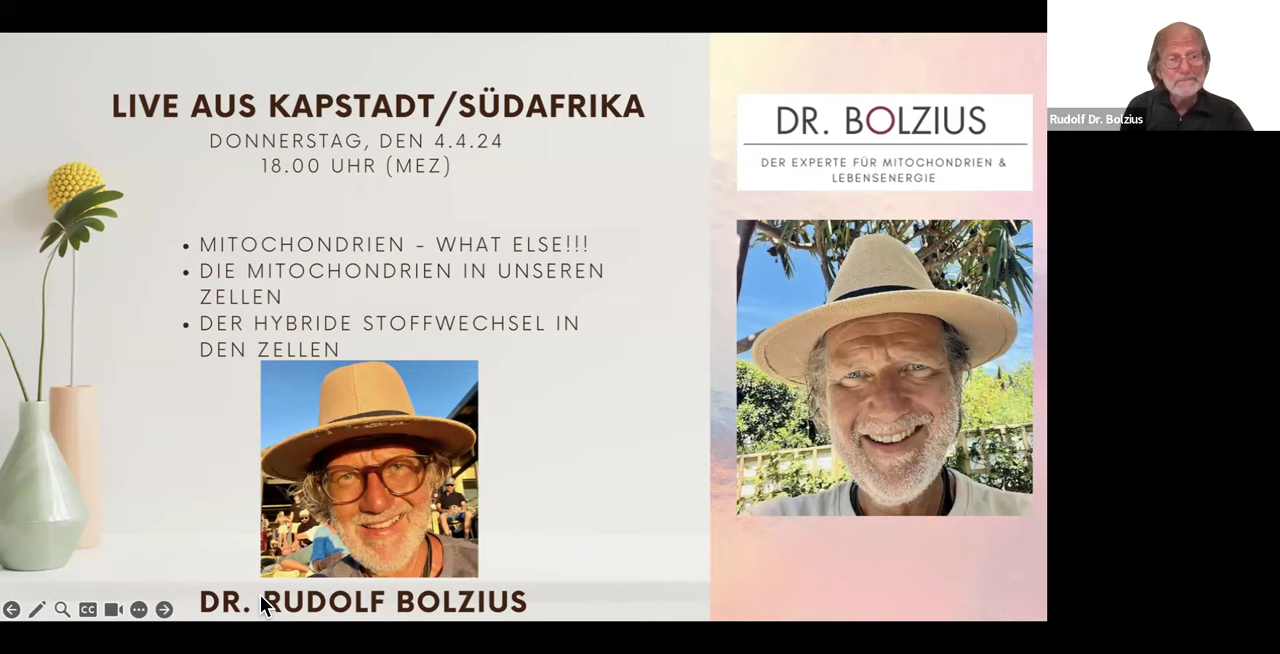 LIVE AUS KAPSTADT/SÜDAFRIKA
DONNERSTAG, DEN 4.4.24
18.00 UHR (MEZ)
• MITOCHONDRIEN - WHAT ELSE!!!
• DIE MITOCHONDRIEN IN UNSEREN
ZELLEN
• DER HYBRIDE STOFFWECHSEL IN
DEN ZELLEN
DR. RUDOLF BOLZIUS
DR. BOLZIUS
DER EXPERTE FÜR MITOCHONDRIEN &
LEBENSENERGIE
Rudolf Dr. Bolzius
CC